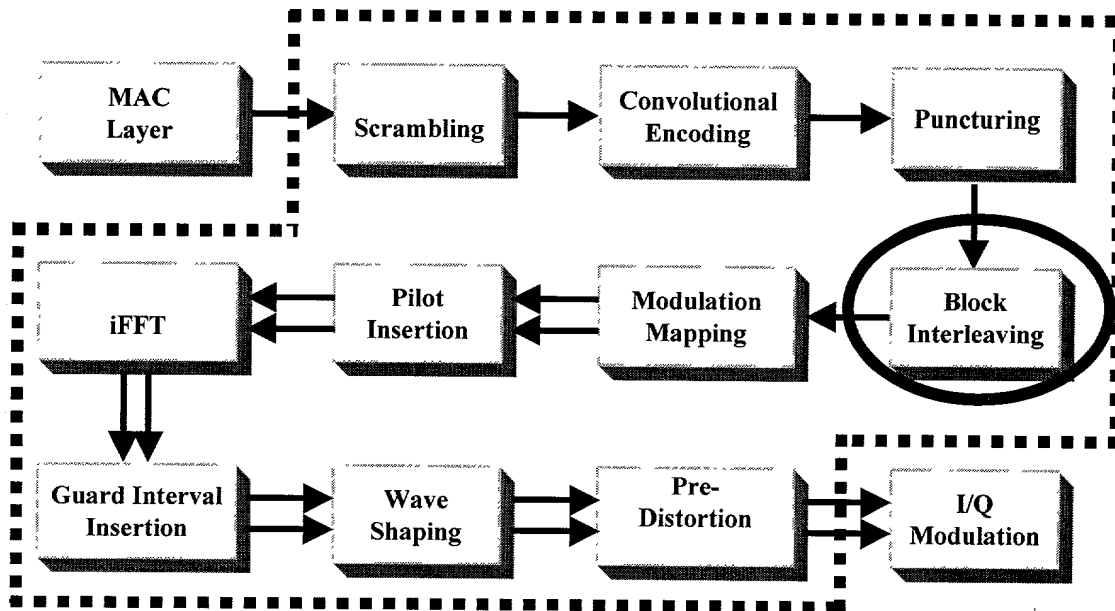 MAC
Layer
Scrambling
Convolutional
Encoding
Puncturing
iFFT
Pilot
Insertion
Modulation
Mapping
Block
Interleaving
Guard Interval
Insertion
Wave
Shaping
Pre-
Distortion
I/Q
Modulation